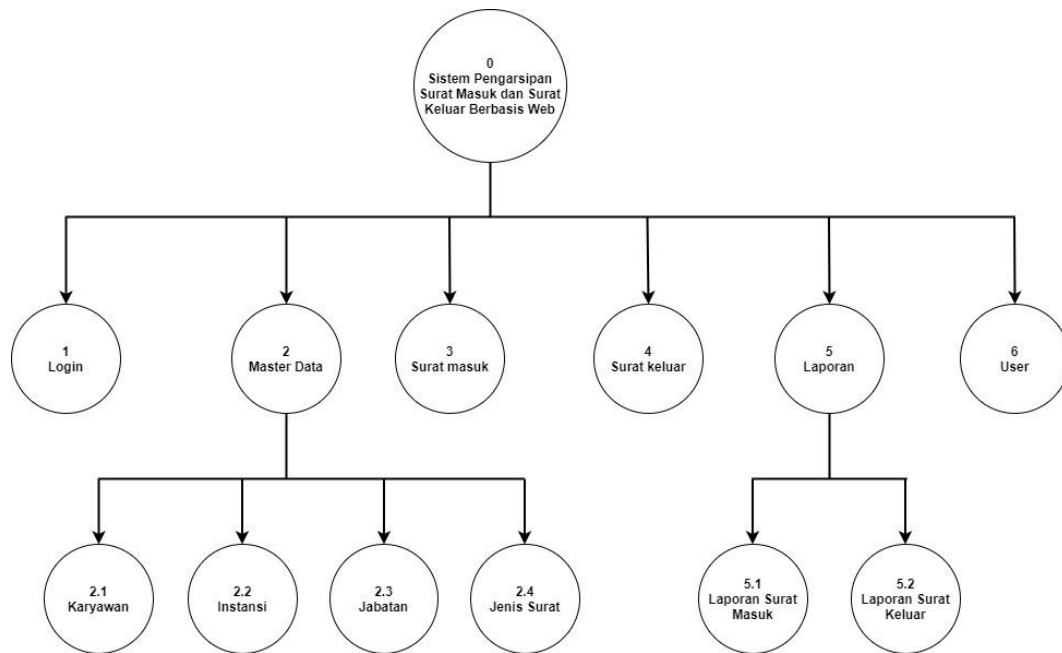 0
Sistem Pengarsipan
Surat Masuk dan Surat
Keluar Berbasis Web
1
Login
2
Master Data
3
Surat masuk
4
Surat keluar
5
Laporan
6
User
2.1
Karyawan
2.2
Instansi
2.3
Jabatan
2.4
Jenis Surat
5.1
Laporan Surat
Masuk
5.2
Laporan Surat
Keluar